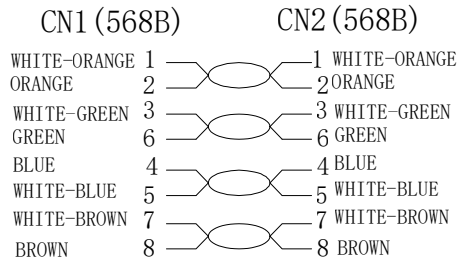 CN1(568B) CN2(568B)
WHITE-ORANGE 1 1 WHITE-ORANGE
ORANGE 2 2 ORANGE
WHITE-GREEN 3 3 WHITE-GREEN
GREEN 6 6 GREEN
BLUE 4 4 BLUE
WHITE-BLUE 5 5 WHITE-BLUE
WHITE-BROWN 7 7 WHITE-BROWN
BROWN 8 8 BROWN